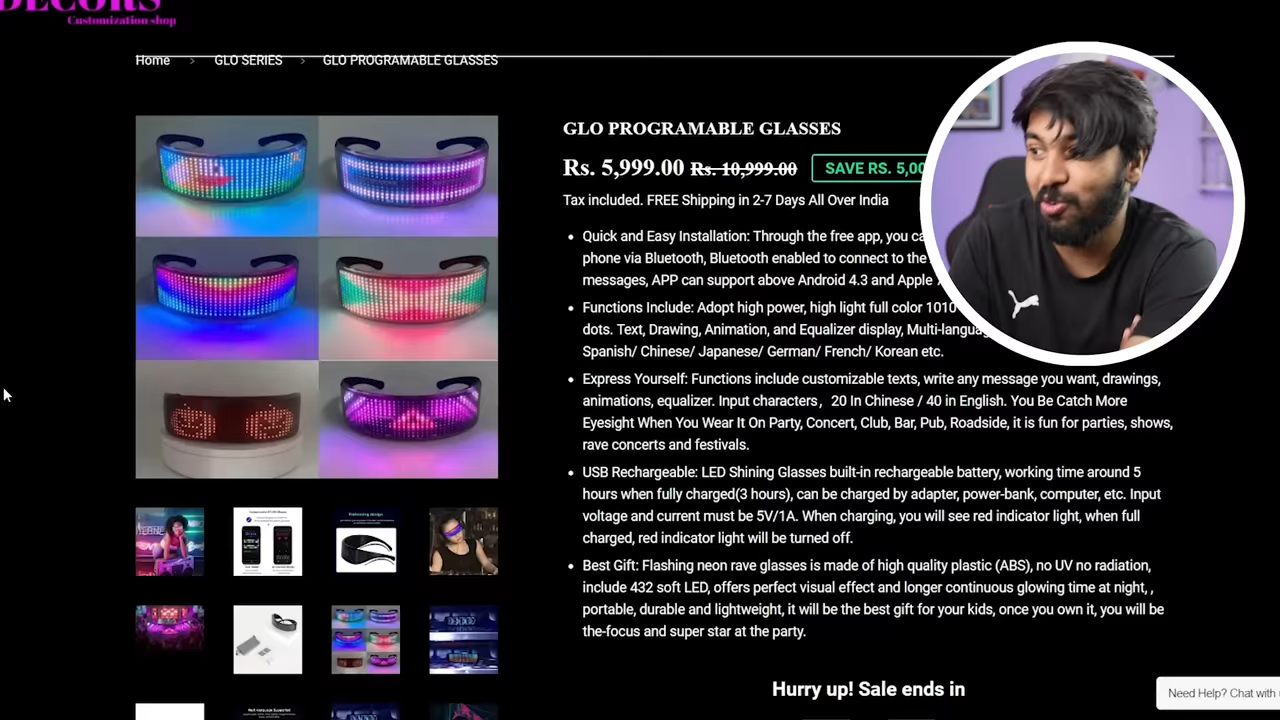 DECORS
Customization shop
Home > GLO SERIES > GLO PROGRAMABLE GLASSES
GLO PROGRAMABLE GLASSES
Rs. 5,999.00 Rs. 10,999.00 SAVE RS. 5,00
Tax included. FREE Shipping in 2-7 Days All Over India
• Quick and Easy Installation: Through the free app, you ca
phone via Bluetooth, Bluetooth enabled to connect to the
messages, APP can support above Android 4.3 and Apple
• Functions Include: Adopt high power, high light full color 1010
dots. Text, Drawing, Animation, and Equalizer display, Multi-langua
Spanish/ Chinese/ Japanese/ German/ French/ Korean etc.
• Express Yourself: Functions include customizable texts, write any message you want, drawings,
animations, equalizer. Input characters，20 In Chinese / 40 in English. You Be Catch More
Eyesight When You Wear It On Party, Concert, Club, Bar, Pub, Roadside, it is fun for parties, shows,
rave concerts and festivals.
• USB Rechargeable: LED Shining Glasses built-in rechargeable battery, working time around 5
hours when fully charged(3 hours), can be charged by adapter, power-bank, computer, etc. Input
voltage and current must be 5V/1A, when charging, you will see an indicator light, when full
charged, red indicator light will be turned off.
• Best Gift: Flashing led rave glasses is made of high quality plastic (ABS), no UV no radiation,
include 432 soft LED, offers perfect visual effect and longer continuous glowing time at night, ,
portable, durable and lightweight, it will be the best gift for your kids, once you own it, you will be
the-focus and super star at the party.
Hurry up! Sale ends in
Need Help? Chat with